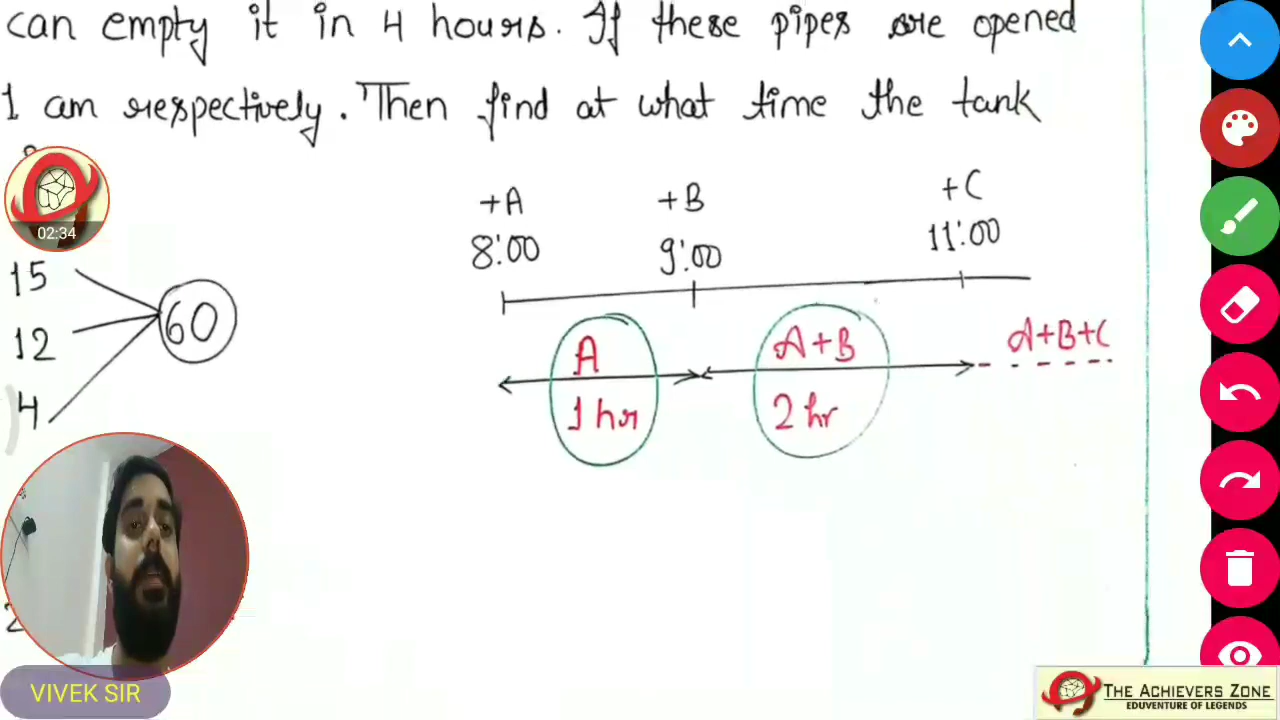 can empty it in 4 hours. If these pipes are opened
1 am respectively. Then find at what time the tank
02:34
+A +B +C
8:00 9:00 11:00
15
12
4
60
A A+B A+B+C
1 hr 2 hr
VIVEK SIR
THE ACHIEVERS ZONE
EDUVENTURE OF LEGENDS